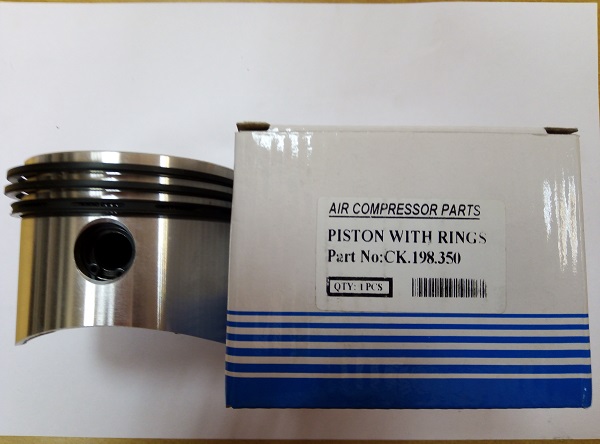 AIR COMPRESSOR PARTS
PISTON WITH RINGS
Part No:CK.198.350
QTY: 1 PCS